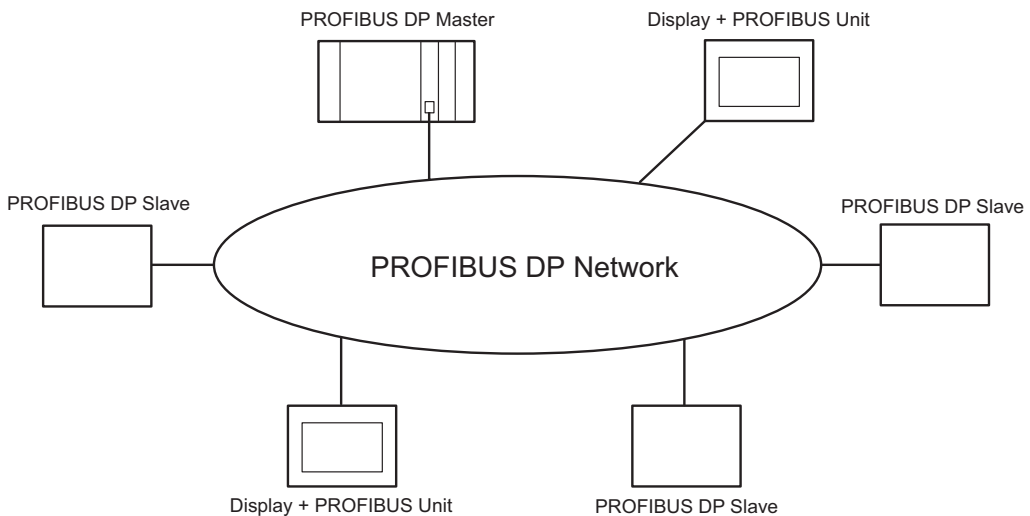 PROFIBUS DP Master
Display + PROFIBUS Unit
PROFIBUS DP Slave
PROFIBUS DP Slave
PROFIBUS DP Network
Display + PROFIBUS Unit
PROFIBUS DP Slave